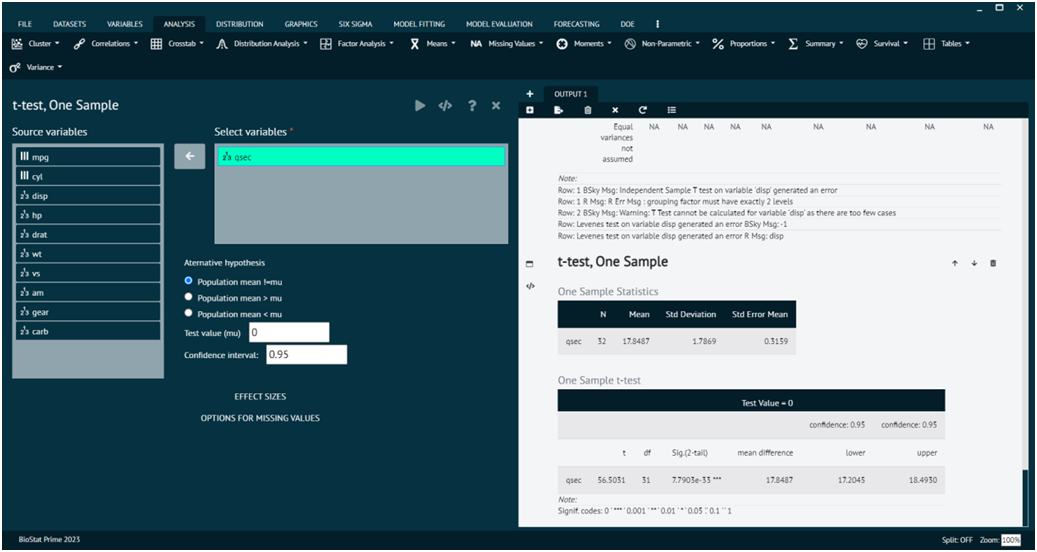 FILE DATASETS VARIABLES ANALYSIS DISTRIBUTION GRAPHICS SIX SIGMA MODEL FITTING MODEL EVALUATION FORECASTING DOE
Cluster Correlations Crosstab Distribution Analysis Factor Analysis Means NA Missing Values Moments Non-Parametric Proportions Summary Survival Tables
σ² Variance
t-test, One Sample
Source variables
mpg
cyl
disp
hp
drat
wt
vs
am
gear
carb
Select variables *
qsec
Aternative hypothesis
Population mean !=mu
Population mean > mu
Population mean < mu
Test value (mu) 0
Confidence interval: 0.95
EFFECT SIZES
OPTIONS FOR MISSING VALUES
+ OUTPUT 1
Equal NA NA NA NA NA NA NA NA NA
variances
not
assumed
Note:
Row: 1 BSky Msg: Independent Sample T test on variable 'disp' generated an error
Row: 1 R Msg: R Err Msg : grouping factor must have exactly 2 levels
Row: 2 BSky Msg: Warning: T Test cannot be calculated for variable 'disp' as there are too few cases
Row: Levenes test on variable disp generated an error BSky Msg: -1
Row: Levenes test on variable disp generated an error R Msg: disp
t-test, One Sample
One Sample Statistics
N Mean Std Deviation Std Error Mean
qsec 32 17.8487 1.7869 0.3159
One Sample t-test
Test Value = 0
confidence: 0.95 confidence: 0.95
t df Sig.(2-tail) mean difference lower upper
qsec 56.5031 31 7.7903e-33 *** 17.8487 17.2045 18.4930
Note:
Signif. codes: 0 '***' 0.001 '**' 0.01 '*' 0.05 '.' 0.1 ' ' 1
BioStat Prime 2023
Split: OFF Zoom: 100%